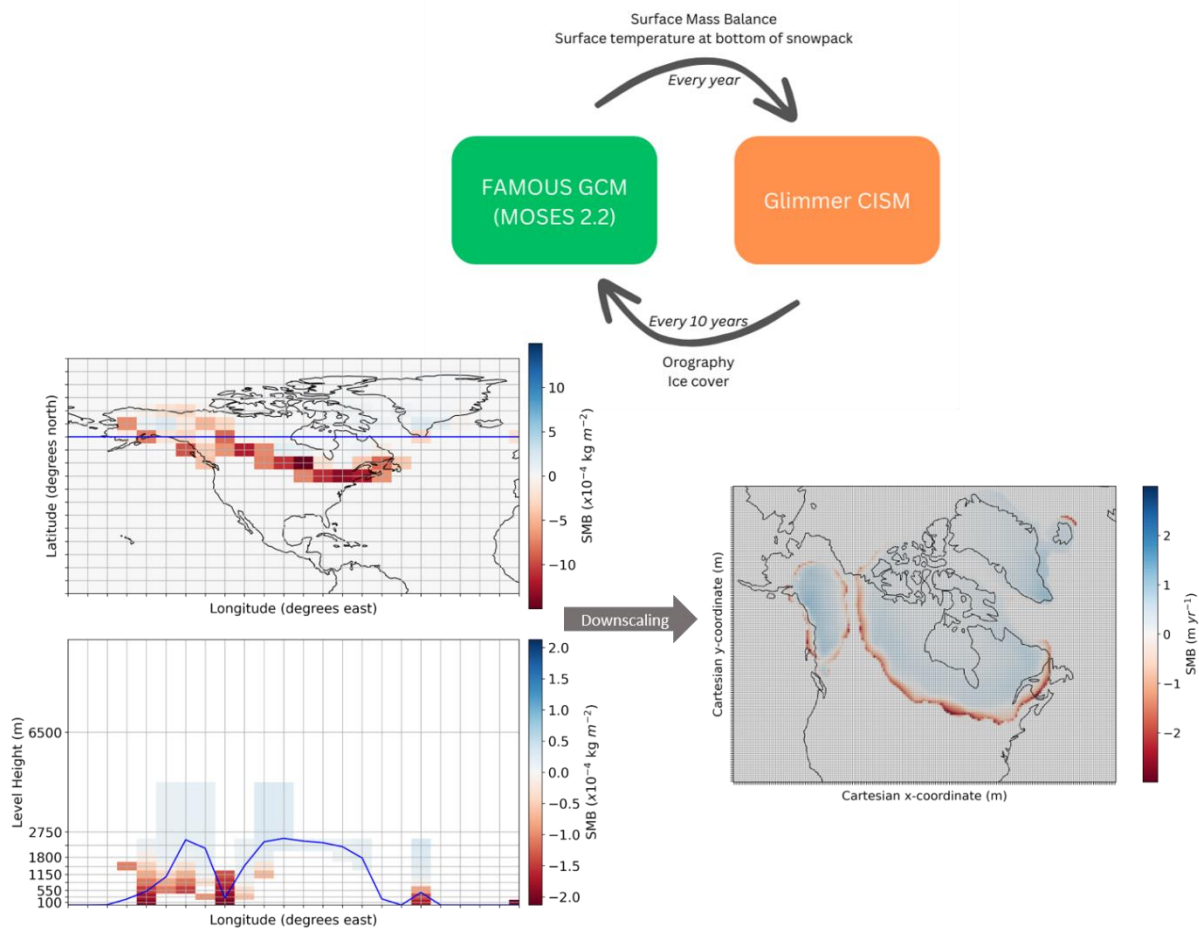 Surface Mass Balance
Surface temperature at bottom of snowpack
Every year
FAMOUS GCM
(MOSES 2.2)
Glimmer CISM
Every 10 years
Orography
Ice cover
Latitude (degrees north)
Longitude (degrees east)
10
5
0
−5
−10
SMB (x10⁻⁴ kg m⁻²)
Downscaling
Level Height (m)
6500
2750
1800
1150
550
100
Longitude (degrees east)
2.0
1.5
1.0
0.5
0.0
−0.5
−1.0
−1.5
−2.0
SMB (x10⁻⁴ kg m⁻²)
Cartesian y-coordinate (m)
Cartesian x-coordinate (m)
2
1
0
−1
−2
SMB (m yr⁻¹)